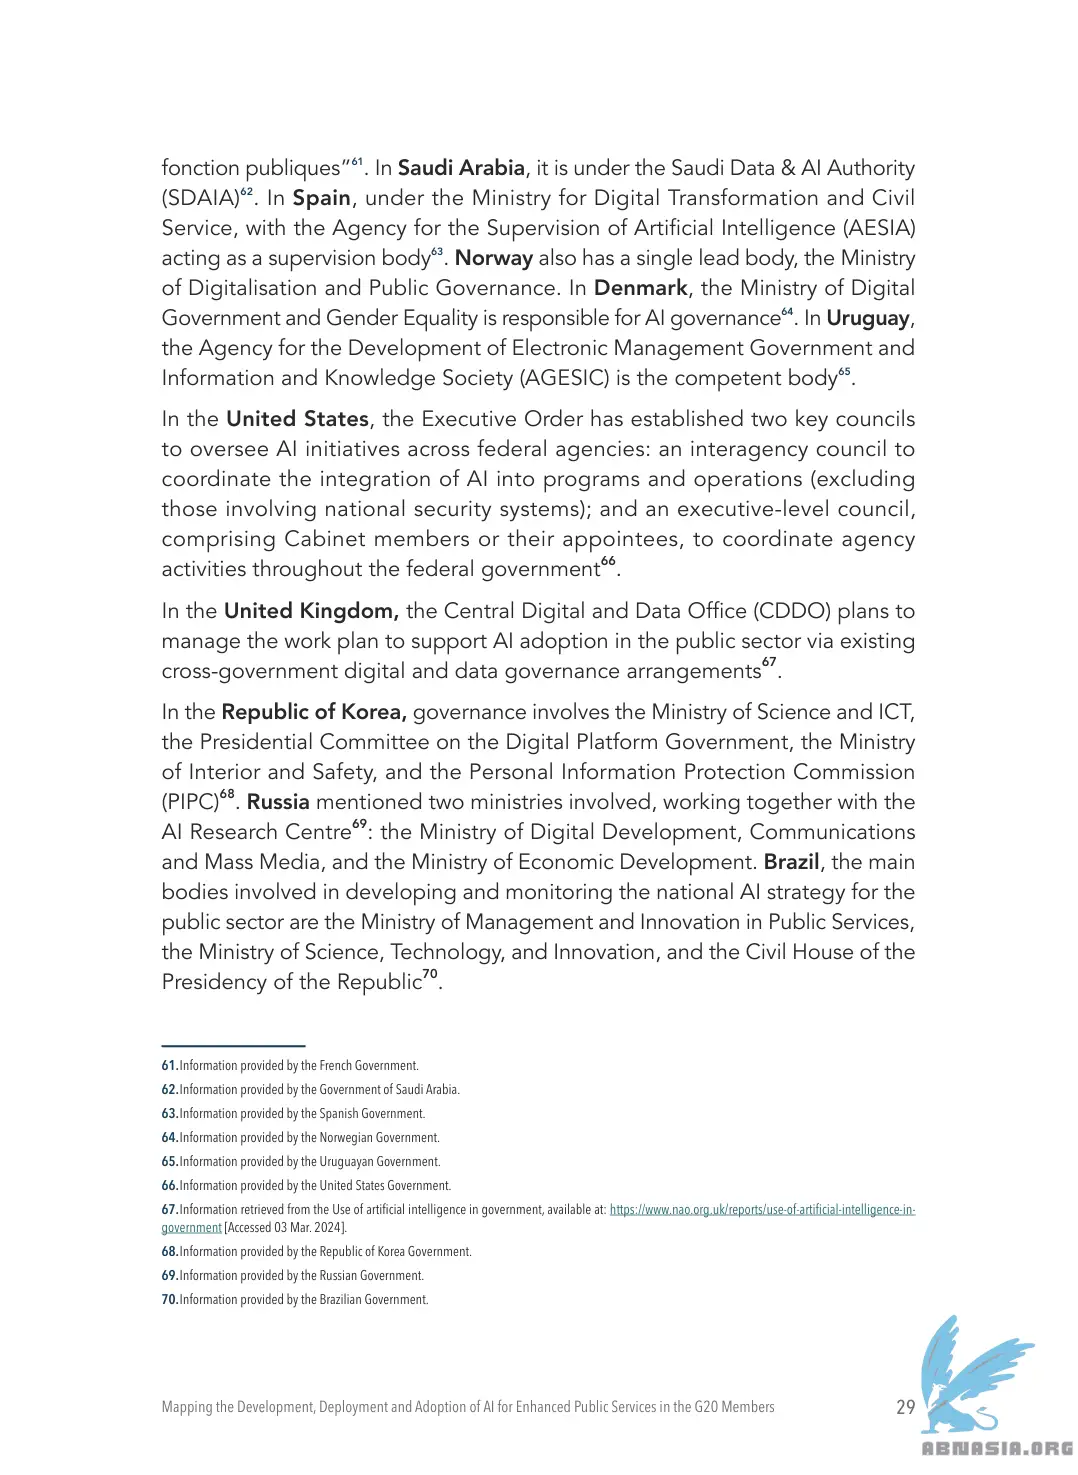 fonction publiques”61. In Saudi Arabia, it is under the Saudi Data & AI Authority
(SDAIA)62. In Spain, under the Ministry for Digital Transformation and Civil
Service, with the Agency for the Supervision of Artificial Intelligence (AESIA)
acting as a supervision body63. Norway also has a single lead body, the Ministry
of Digitalisation and Public Governance. In Denmark, the Ministry of Digital
Government and Gender Equality is responsible for AI governance64. In Uruguay,
the Agency for the Development of Electronic Management Government and
Information and Knowledge Society (AGESIC) is the competent body65.
In the United States, the Executive Order has established two key councils
to oversee AI initiatives across federal agencies: an interagency council to
coordinate the integration of AI into programs and operations (excluding
those involving national security systems); and an executive-level council,
comprising Cabinet members or their appointees, to coordinate agency
activities throughout the federal government66.
In the United Kingdom, the Central Digital and Data Office (CDDO) plans to
manage the work plan to support AI adoption in the public sector via existing
cross-government digital and data governance arrangements67.
In the Republic of Korea, governance involves the Ministry of Science and ICT,
the Presidential Committee on the Digital Platform Government, the Ministry
of Interior and Safety, and the Personal Information Protection Commission
(PIPC)68. Russia mentioned two ministries involved, working together with the
AI Research Centre69: the Ministry of Digital Development, Communications
and Mass Media, and the Ministry of Economic Development. Brazil, the main
bodies involved in developing and monitoring the national AI strategy for the
public sector are the Ministry of Management and Innovation in Public Services,
the Ministry of Science, Technology, and Innovation, and the Civil House of the
Presidency of the Republic70.
61.Information provided by the French Government.
62.Information provided by the Government of Saudi Arabia.
63.Information provided by the Spanish Government.
64.Information provided by the Norwegian Government.
65.Information provided by the Uruguayan Government.
66.Information provided by the United States Government.
67.Information retrieved from the Use of artificial intelligence in government, available at: https://www.nao.org.uk/reports/use-of-artificial-intelligence-in-
government [Accessed 03 Mar. 2024].
68.Information provided by the Republic of Korea Government.
69.Information provided by the Russian Government.
70.Information provided by the Brazilian Government.
Mapping the Development, Deployment and Adoption of AI for Enhanced Public Services in the G20 Members 29
ABNASIA.ORG